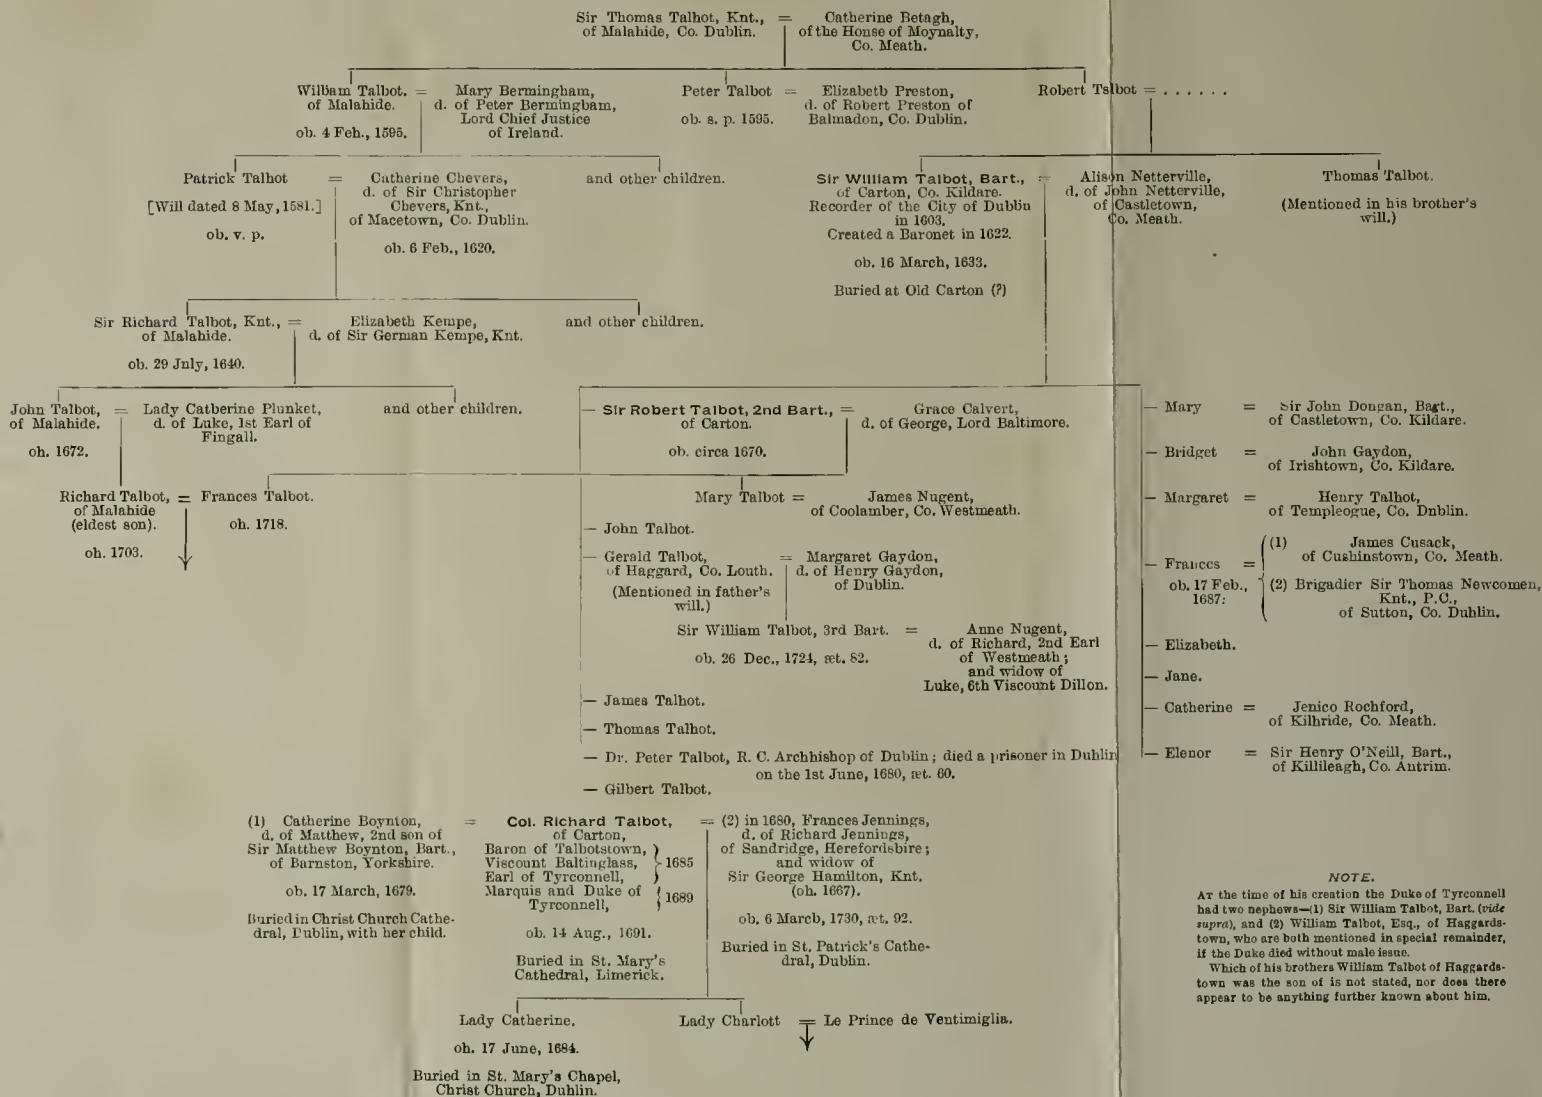 Sir Thomas Talhot, Knt., = Catherine Betagh,
of Malahide, Co. Dublin. of the House of Moynalty,
Co. Meath.
Wilbam Talbot. = Mary Bermingham, Peter Talbot = Elizabetb Preston, Robert Talbot = . . . . . .
of Malahide. d. of Peter Bermingbam, d. of Robert Preston of
Lord Chief Justice ob. s. p. 1595. Balmadon, Co. Dublin.
ob. 4 Feh., 1595. of Ireland.
Patrick Talhot = Catherine Chevers, and other children.
d. of Sir Christopher
[Will dated 8 May, 1581.] Chevers, Knt.,
of Macetown, Co. Dublin.
ob. v. p.
ob. 6 Feb., 1620.
Sir William Talbot, Bart., = Alison Netterville, Thomas Talbot.
of Carton, Co. Kildare. d. of John Netterville,
Recorder of the City of Dubbn of Castletown, (Mentioned in his brother's
in 1603. Co. Meath. will.)
Created a Baronet in 1622.
ob. 16 March, 1633.
Buried at Old Carton (?)
Sir Richard Talbot, Knt., = Elizabeth Kempe, and other children.
of Malahide. d. of Sir German Kempe, Knt.
ob. 29 Jnly, 1640.
John Talbot, = Lady Catberine Plunket, and other children.
of Malahide. d. of Luke, 1st Earl of
Fingall.
oh. 1672.
Richard Talbot, = Frances Talbot.
of Malahide
(eldest son). oh. 1718.
oh. 1703.
— Sir Robert Talbot, 2nd Bart., = Grace Calvert,
of Carton. d. of George, Lord Baltimore.
ob. circa 1670.
Mary Talbot = James Nugent,
of Coolamber, Co. Westmeath.
— John Talbot.
— Gerald Talbot, = Margaret Gaydon,
of Haggard, Co. Louth. d. of Henry Gaydon,
of Dublin.
(Mentioned in father's
will.)
Sir William Talbot, 3rd Bart. = Anne Nugent,
d. of Richard, 2nd Earl
ob. 26 Dec., 1724, æt. 82. of Westmeath;
and widow of
Luke, 6th Viscount Dillon.
— James Talhot.
— Thomas Talhot.
— Dr. Peter Talbot, R. C. Archhishop of Dublin; died a prisoner in Dublin
on the 1st June, 1680, æt. 60.
— Gilbert Talbot.
— Mary = Sir John Dongan, Bart.,
of Castletown, Co. Kildare.
— Bridget = John Gaydon,
of Irishtown, Co. Kildare.
— Margaret = Henry Talhot,
of Templeogue, Co. Dnblin.
— Frances = (1) James Cusack,
of Cushinstown, Co. Meath.
ob. 17 Feb., (2) Brigadier Sir Thomas Newcomen,
1687: Knt., P.C.,
of Sutton, Co. Dublin.
— Elizabeth.
— Jane.
— Catherine = Jenico Rochford,
of Kilhride, Co. Meath.
— Elenor = Sir Henry O'Neill, Bart.,
of Killileagh, Co. Antrim.
(1) Catherine Boynton, =
d. of Matthew, 2nd son of
Sir Matthew Boynton, Bart.,
of Barnston, Yorkshire.
ob. 17 March, 1679.
Buried in Christ Church Cathe-
dral, Dublin, with her child.
Col. Richard Talbot,
of Carton,
Baron of Talbotstown,
Viscount Baltinglass, } 1685
Earl of Tyrconnell,
Marquis and Duke of { 1689
Tyrconnell,
ob. 14 Aug., 1691.
Buried in St. Mary's
Cathedral, Limerick.
= (2) in 1680, Frances Jennings,
d. of Richard Jennings,
of Sandridge, Herefordsbire;
and widow of
Sir George Hamilton, Knt.
(oh. 1667).
ob. 6 Marcb, 1730, æt. 92.
Buried in St. Patrick's Cathe-
dral, Dublin.
Lady Catherine. Lady Charlott = Le Prince de Ventimiglia.
oh. 17 June, 1684.
Buried in St. Mary's Chapel,
Christ Church, Dublin.
NOTE.
AT the time of his creation the Duke of Tyrconnell
had two nephews—(1) Sir William Talbot, Bart. (vide
supra), and (2) William Talbot, Esq., of Haggards-
town, who are both mentioned in special remainder,
if the Duke died without male issue.
Which of his brothers William Talbot of Haggards-
town was the son of is not stated, nor does there
appear to be anything further known about him.